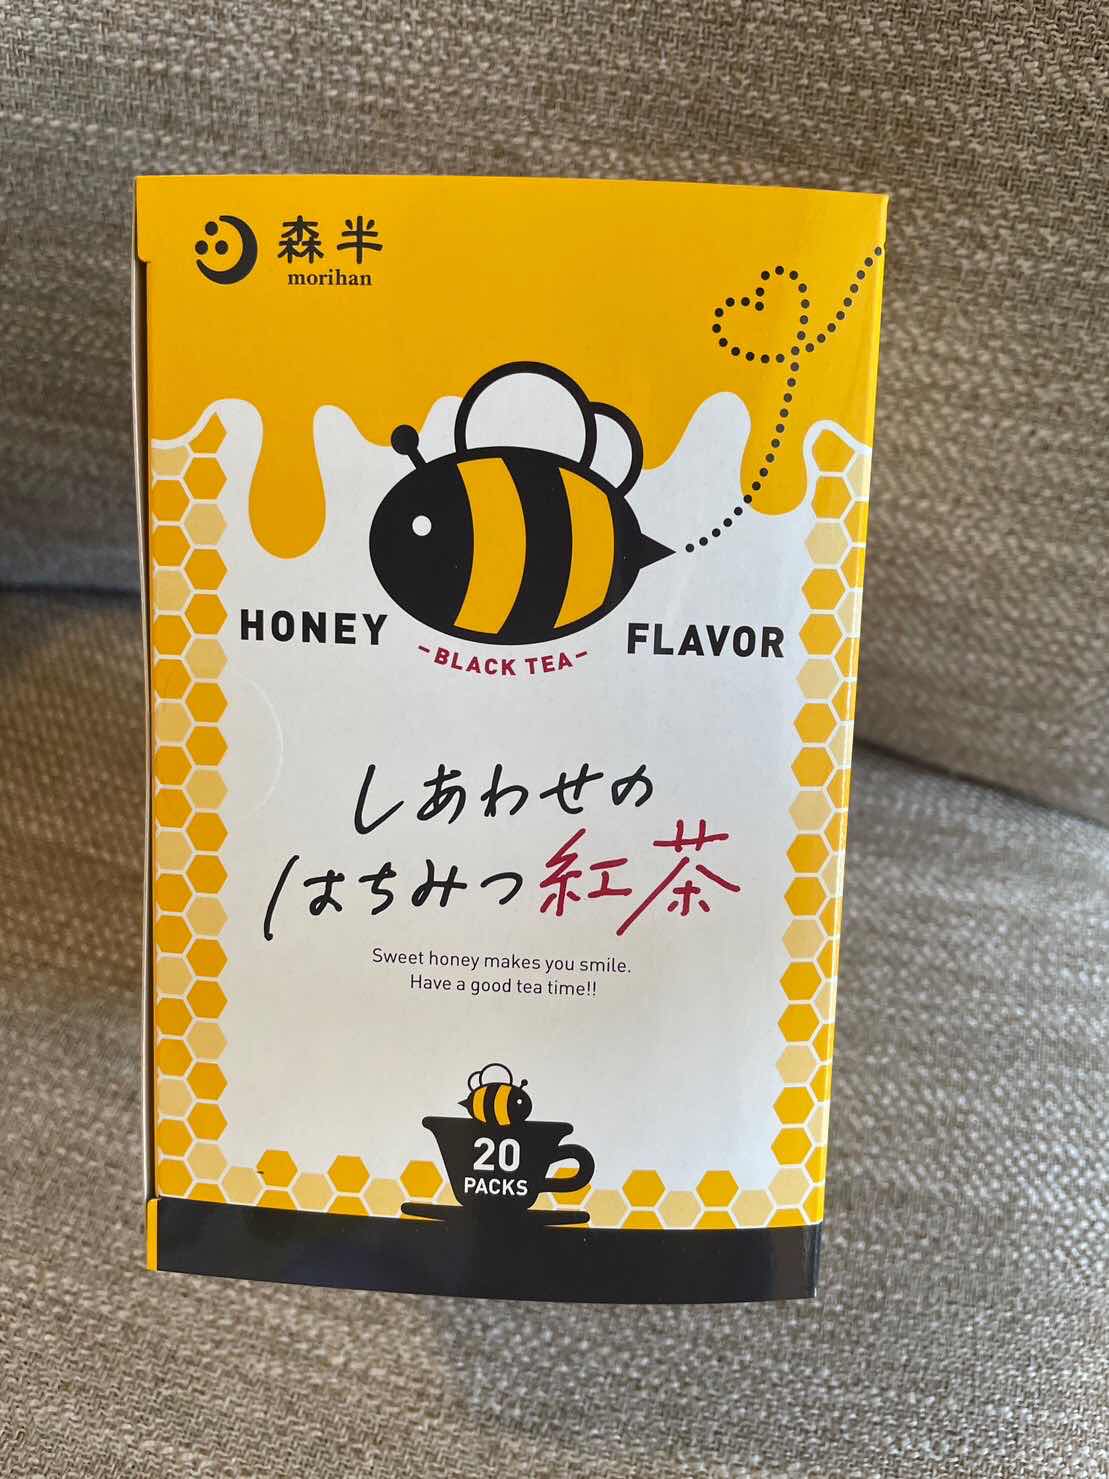 森半
morihan
HONEY
FLAVOR
-BLACK TEA-
しあわせの
はちみつ紅茶
Sweet honey makes you smile.
Have a good tea time!!
20
PACKS